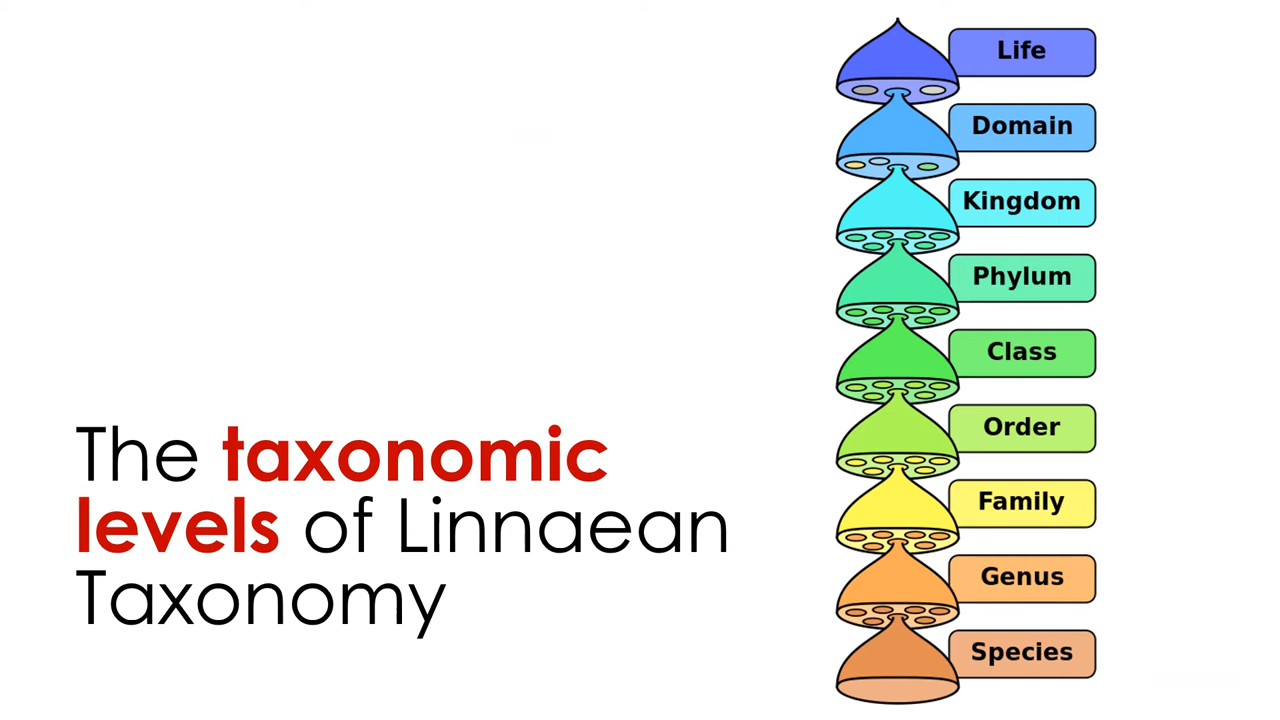 The taxonomic
levels of Linnaean
Taxonomy
Life
Domain
Kingdom
Phylum
Class
Order
Family
Genus
Species